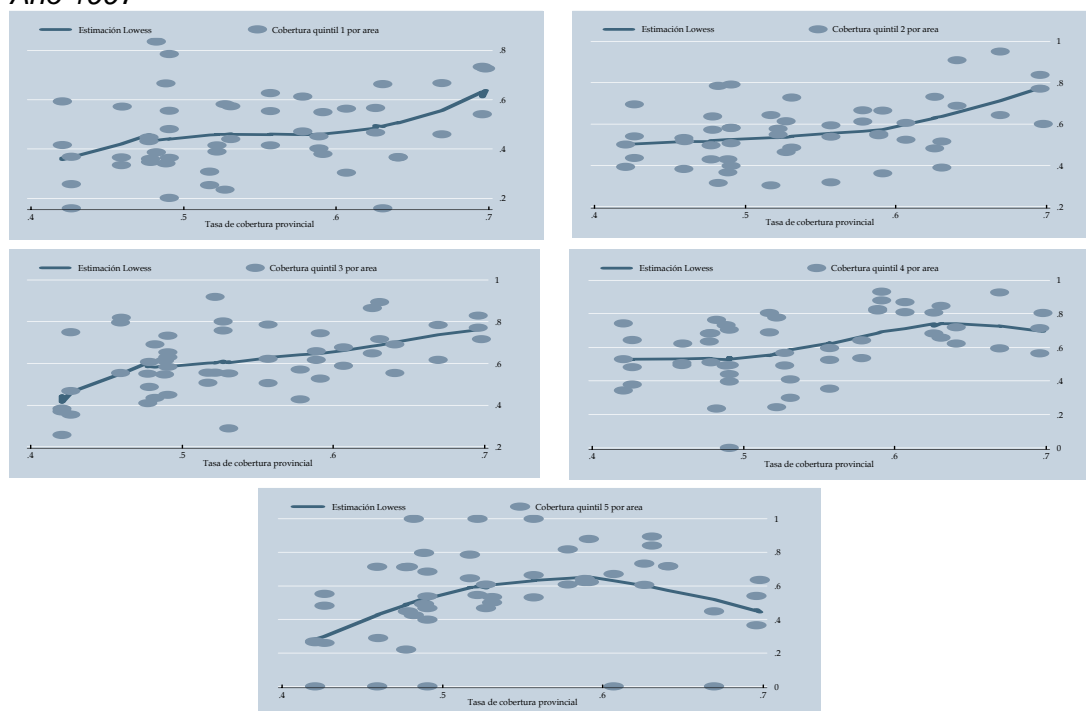 Estimación Lowess Cobertura quintil 1 por area
.8
.6
.4
.2
.4 .5 .6 .7
Tasa de cobertura provincial
Estimación Lowess Cobertura quintil 2 por area
1
.8
.6
.4
.2
.4 .5 .6 .7
Tasa de cobertura provincial
Estimación Lowess Cobertura quintil 3 por area
1
.8
.6
.4
.2
.4 .5 .6 .7
Tasa de cobertura provincial
Estimación Lowess Cobertura quintil 4 por area
1
.8
.6
.4
.2
0
.4 .5 .6 .7
Tasa de cobertura provincial
Estimación Lowess Cobertura quintil 5 por area
1
.8
.6
.4
.2
0
.4 .5 .6 .7
Tasa de cobertura provincial